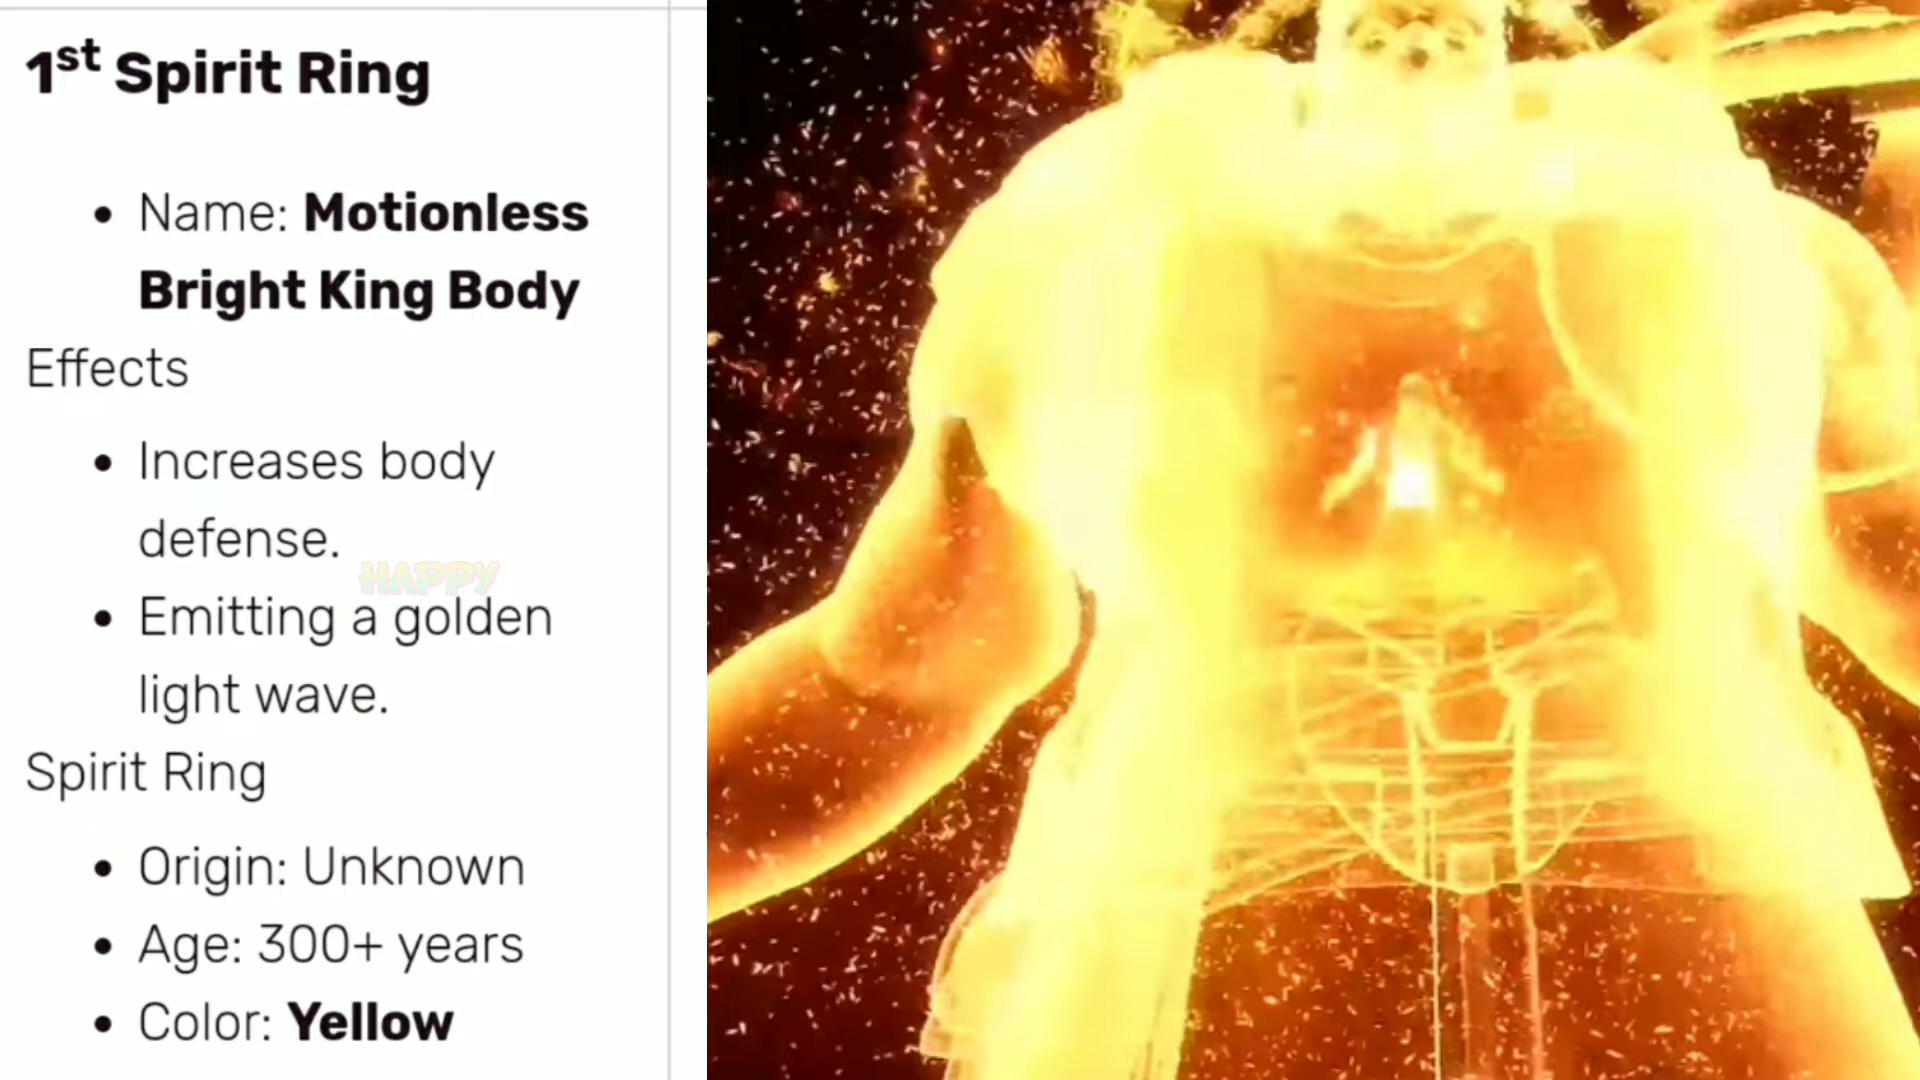 1st Spirit Ring
• Name: Motionless
Bright King Body
Effects
• Increases body
defense.
HAPPY
• Emitting a golden
light wave.
Spirit Ring
• Origin: Unknown
• Age: 300+ years
• Color: Yellow